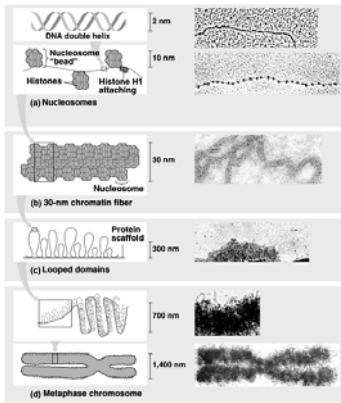 2 nm
DNA double helix
Nucleosome
"bead"
10 nm
Histones
Histone H1
attaching
(a) Nucleosomes
30 nm
Nucleosome
(b) 30-nm chromatin fiber
Protein
scaffold
300 nm
(c) Looped domains
700 nm
1,400 nm
(d) Metaphase chromosome